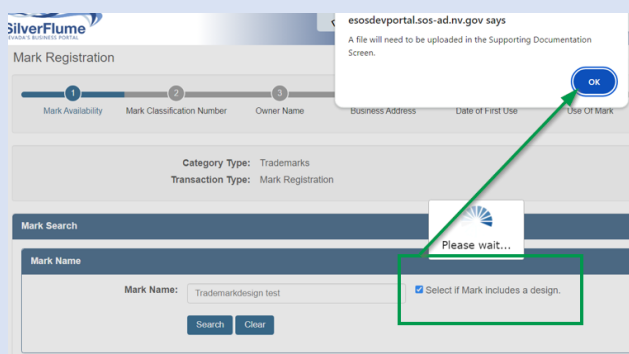 SilverFlume
NEVADA'S BUSINESS PORTAL
esosdevportal.sos-ad.nv.gov says
A file will need to be uploaded in the Supporting Documentation
Screen.
OK
Mark Registration
1
2
3
Mark Availability
Mark Classification Number
Owner Name
Business Address
Date of First Use
Use Of Mark
Category Type: Trademarks
Transaction Type: Mark Registration
Mark Search
Please wait...
Mark Name
Mark Name: Trademarkdesign test
Select if Mark includes a design.
Search Clear